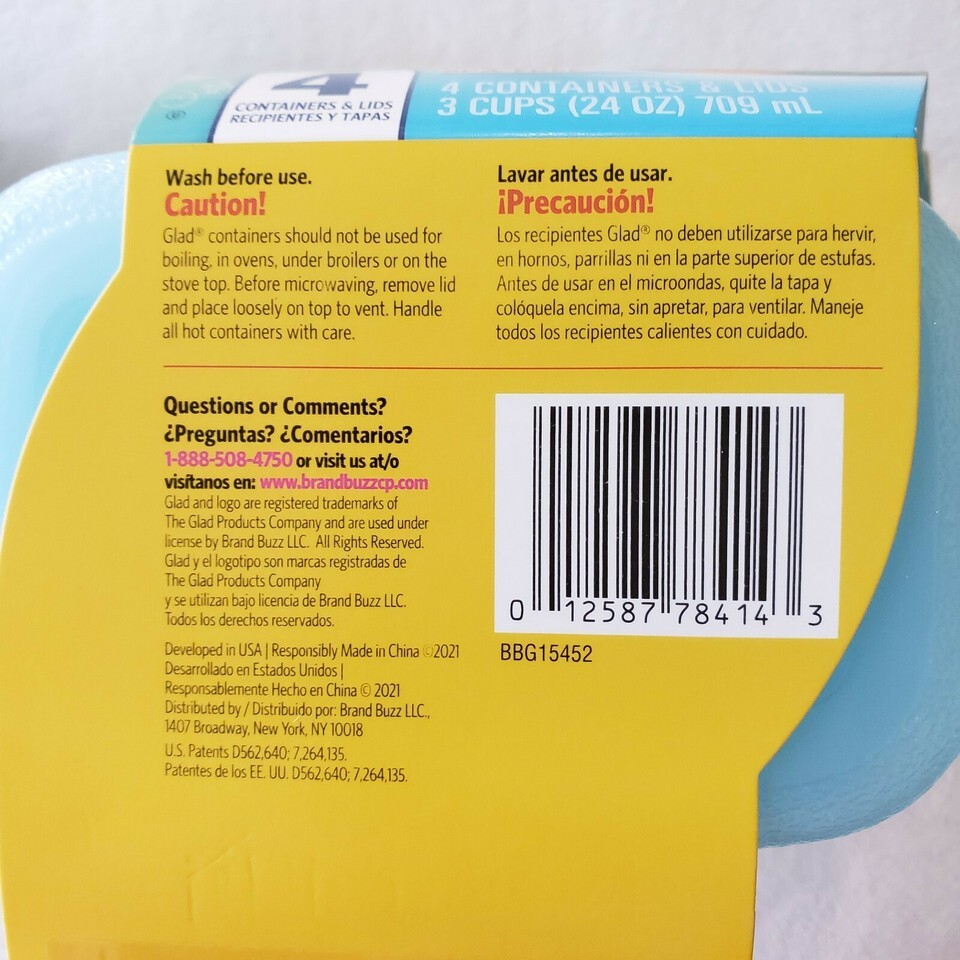 4
CONTAINERS & LIDS
RECIPIENTES Y TAPAS
4 CONTAINERS & LIDS
3 CUPS (24 OZ) 709 mL
Wash before use.
Caution!
Glad® containers should not be used for
boiling, in ovens, under broilers or on the
stove top. Before microwaving, remove lid
and place loosely on top to vent. Handle
all hot containers with care.
Lavar antes de usar.
¡Precaución!
Los recipientes Glad® no deben utilizarse para hervir,
en hornos, parrillas ni en la parte superior de estufas.
Antes de usar en el microondas, quite la tapa y
colóquela encima, sin apretar, para ventilar. Maneje
todos los recipientes calientes con cuidado.
Questions or Comments?
¿Preguntas? ¿Comentarios?
1-888-508-4750 or visit us at/o
visítanos en: www.brandbuzzcp.com
Glad and logo are registered trademarks of
The Glad Products Company and are used under
license by Brand Buzz LLC. All Rights Reserved.
Glad y el logotipo son marcas registradas de
The Glad Products Company
y se utilizan bajo licencia de Brand Buzz LLC.
Todos los derechos reservados.
Developed in USA | Responsibly Made in China ©2021
Desarrollado en Estados Unidos |
Responsablemente Hecho en China © 2021
Distributed by / Distribuido por: Brand Buzz LLC.,
1407 Broadway, New York, NY 10018
U.S. Patents D562,640; 7,264,135.
Patentes de los EE. UU. D562,640; 7,264,135.
0 12587 78414 3
BBG15452